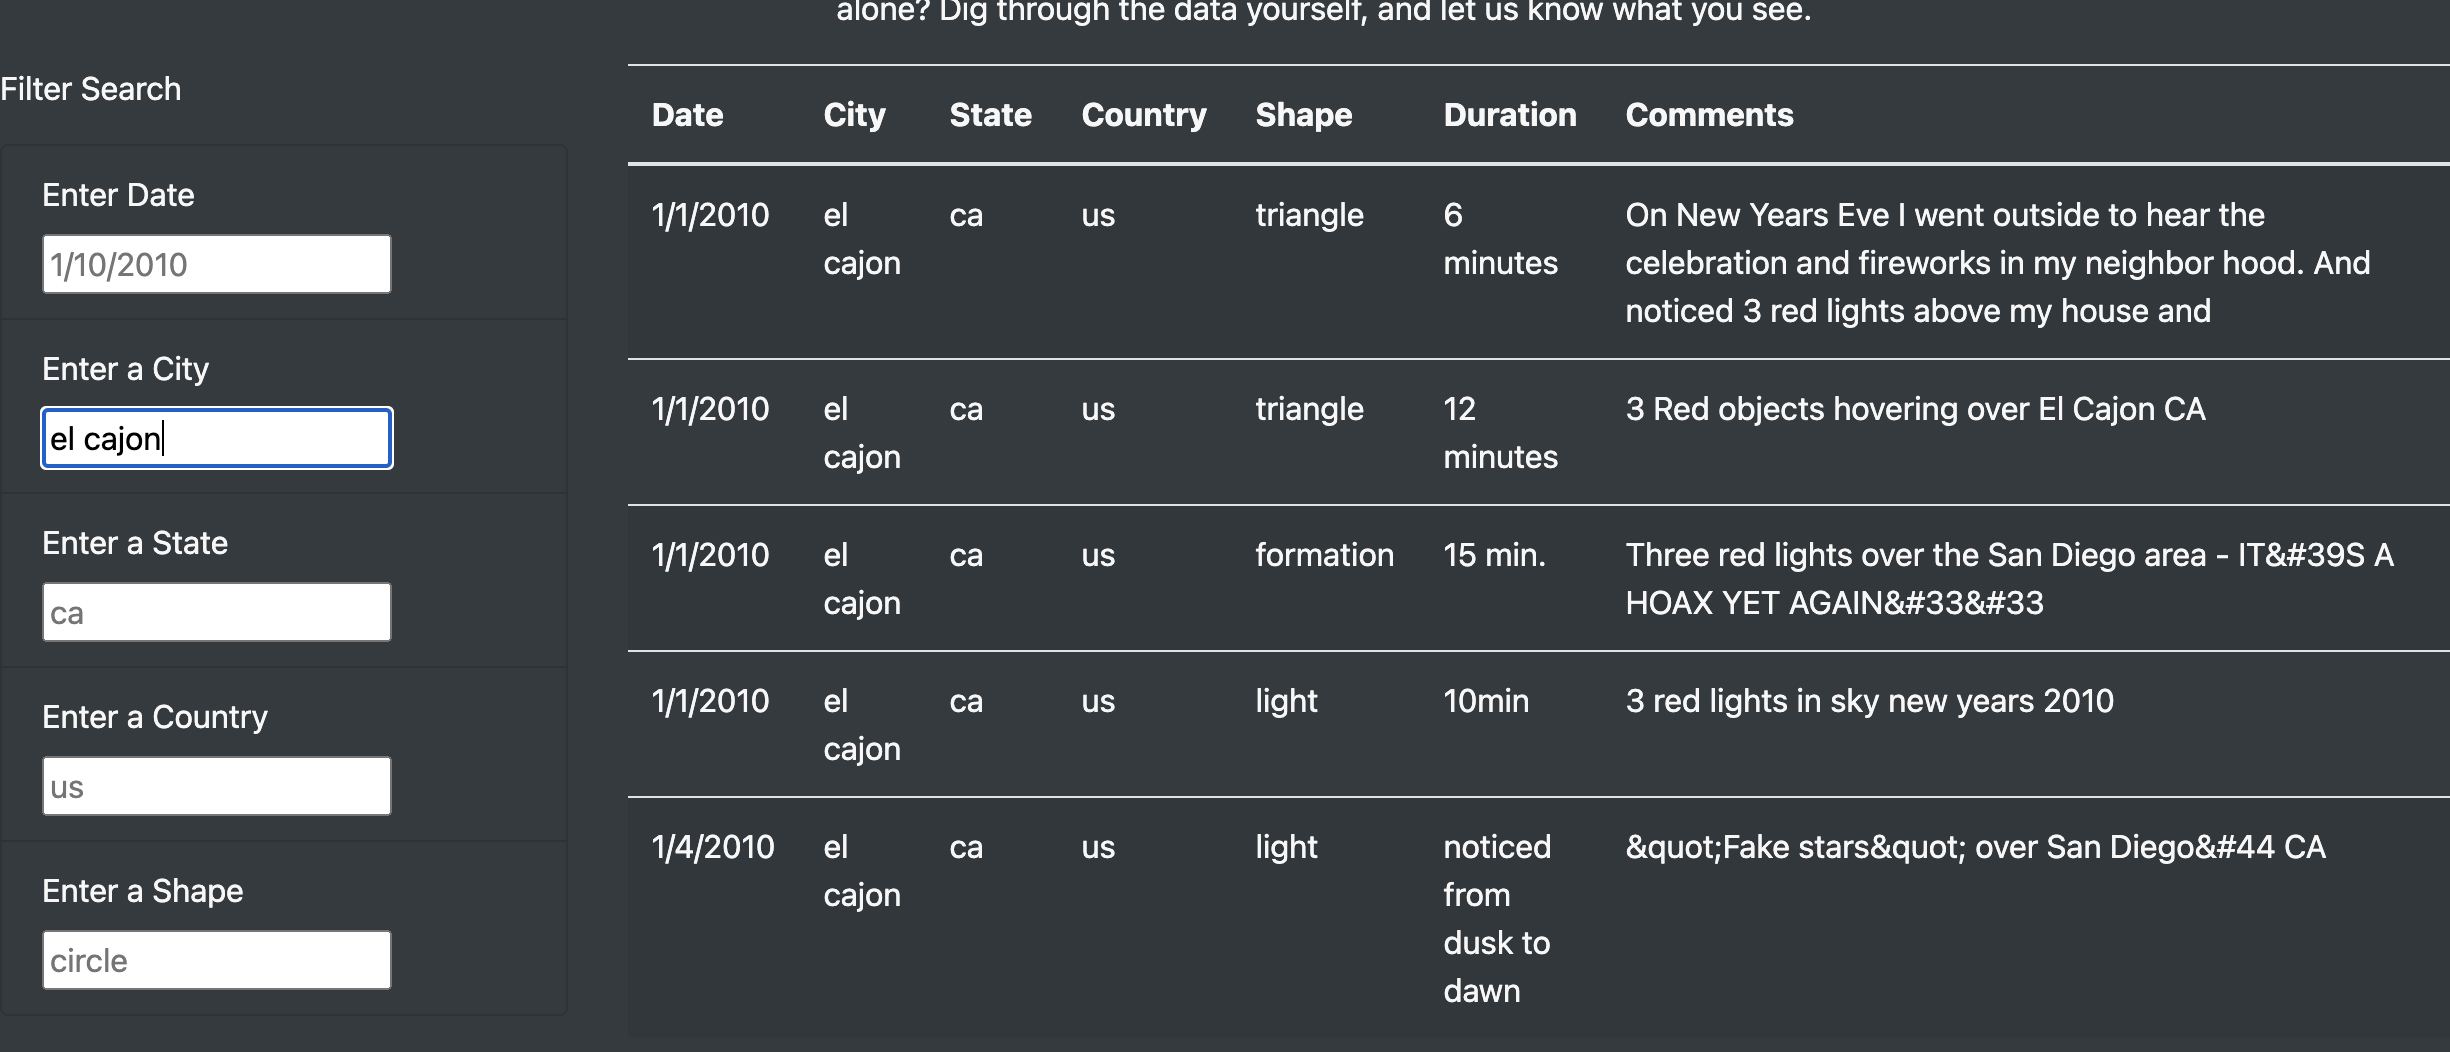 alone? Dig through the data yourself, and let us know what you see.
Filter Search
Enter Date
1/10/2010
Enter a City
el cajon
Enter a State
ca
Enter a Country
us
Enter a Shape
circle
Date City State Country Shape Duration Comments
1/1/2010 el ca us triangle 6 On New Years Eve I went outside to hear the
cajon minutes celebration and fireworks in my neighbor hood. And
noticed 3 red lights above my house and
1/1/2010 el ca us triangle 12 3 Red objects hovering over El Cajon CA
cajon minutes
1/1/2010 el ca us formation 15 min. Three red lights over the San Diego area - IT&#39S A
cajon HOAX YET AGAIN&#33&#33
1/1/2010 el ca us light 10min 3 red lights in sky new years 2010
cajon
1/4/2010 el ca us light noticed &quot;Fake stars&quot; over San Diego&#44 CA
cajon from
dusk to
dawn